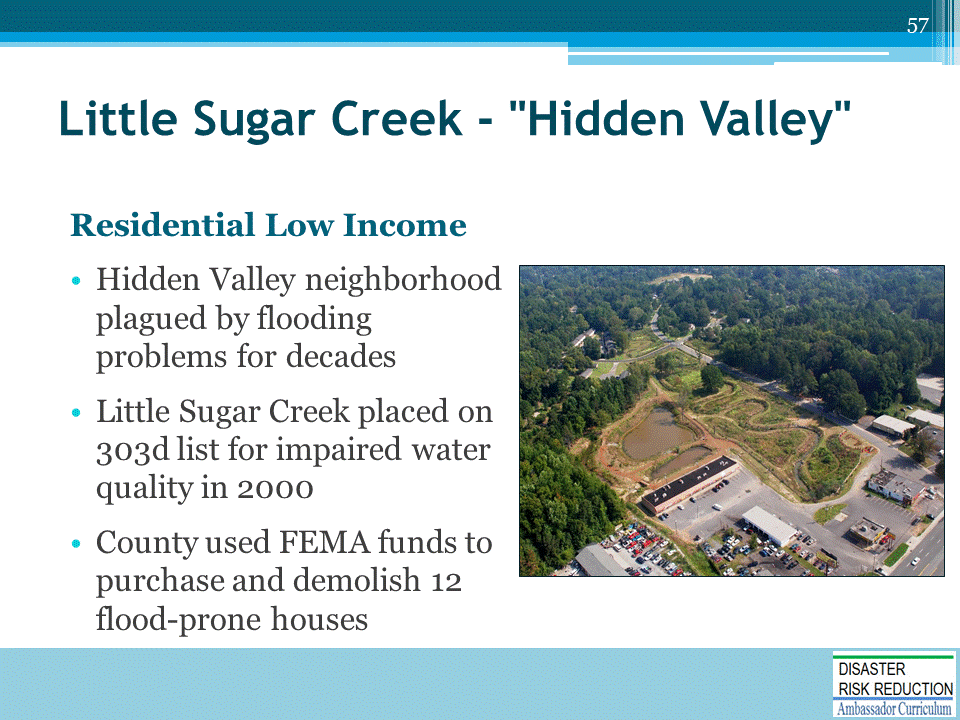 57
Little Sugar Creek - "Hidden Valley"
Residential Low Income
• Hidden Valley neighborhood
plagued by flooding
problems for decades
• Little Sugar Creek placed on
303d list for impaired water
quality in 2000
• County used FEMA funds to
purchase and demolish 12
flood-prone houses
DISASTER
RISK REDUCTION
Ambassador Curriculum